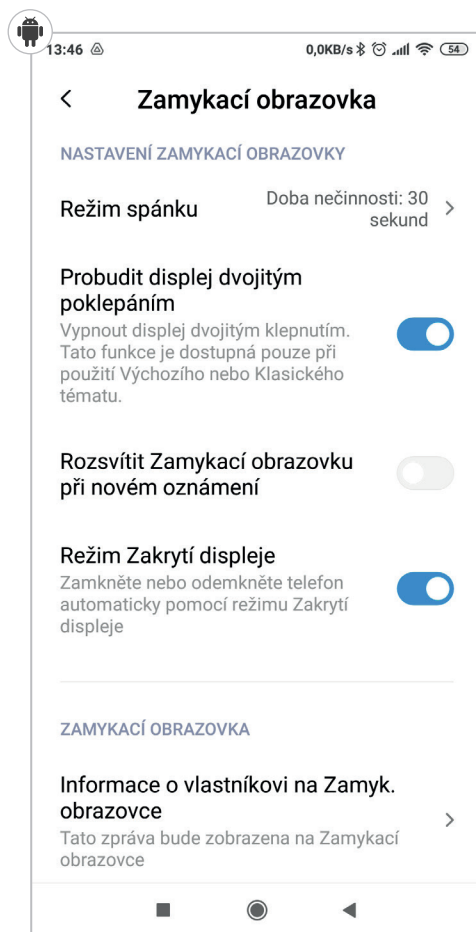 13:46 0,0KB/s 54
Zamykací obrazovka
NASTAVENÍ ZAMYKACÍ OBRAZOVKY
Režim spánku
Doba nečinnosti: 30
sekund
Probudit displej dvojitým
poklepáním
Vypnout displej dvojitým klepnutím.
Tato funkce je dostupná pouze při
použití Výchozího nebo Klasického
tématu.
Rozsvítit Zamykací obrazovku
při novém oznámení
Režim Zakrytí displeje
Zamkněte nebo odemkněte telefon
automaticky pomocí režimu Zakrytí
displeje
ZAMYKACÍ OBRAZOVKA
Informace o vlastníkovi na Zamyk.
obrazovce
Tato zpráva bude zobrazena na Zamykací
obrazovce